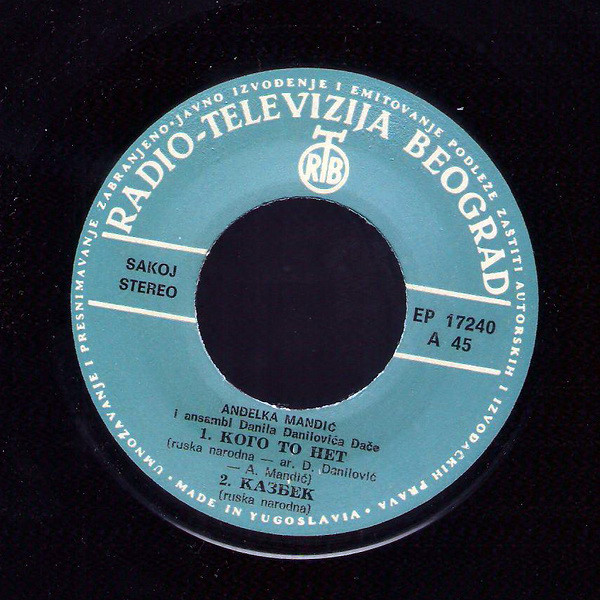 UMNOŽAVANJE I PRESNIMAVANJE ZABRANJENO • JAVNO IZVOĐENJE I EMITOVANJE PODLEŽE ZAŠTITI AUTORSKIH I IZVOĐAČKIH PRAVA •
RADIO-TELEVIZIJA BEOGRAD
RTB
SAKOJ
STEREO
EP 17240
A 45
ANĐELKA MANDIĆ
i ansambl Danila Danilovića Dače
1. КОГО ТО НЕТ
(ruska narodna — ar. D. Danilović
— A. Mandić)
2. КАЗБЕК
(ruska narodna)
MADE IN YUGOSLAVIA •